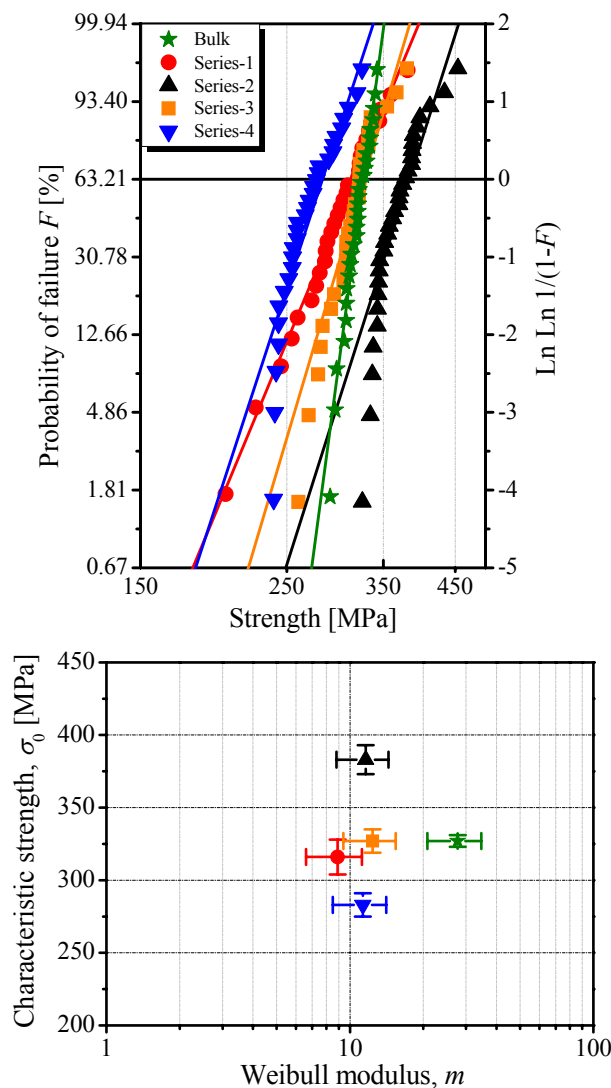 99.94
93.40
63.21
30.78
12.66
4.86
1.81
0.67
Probability of failure F [%]
Bulk
Series-1
Series-2
Series-3
Series-4
2
1
0
-1
-2
-3
-4
-5
Ln Ln 1/(1-F)
150
250
350
450
Strength [MPa]
450
400
350
300
250
200
Characteristic strength, σ0 [MPa]
1
10
100
Weibull modulus, m